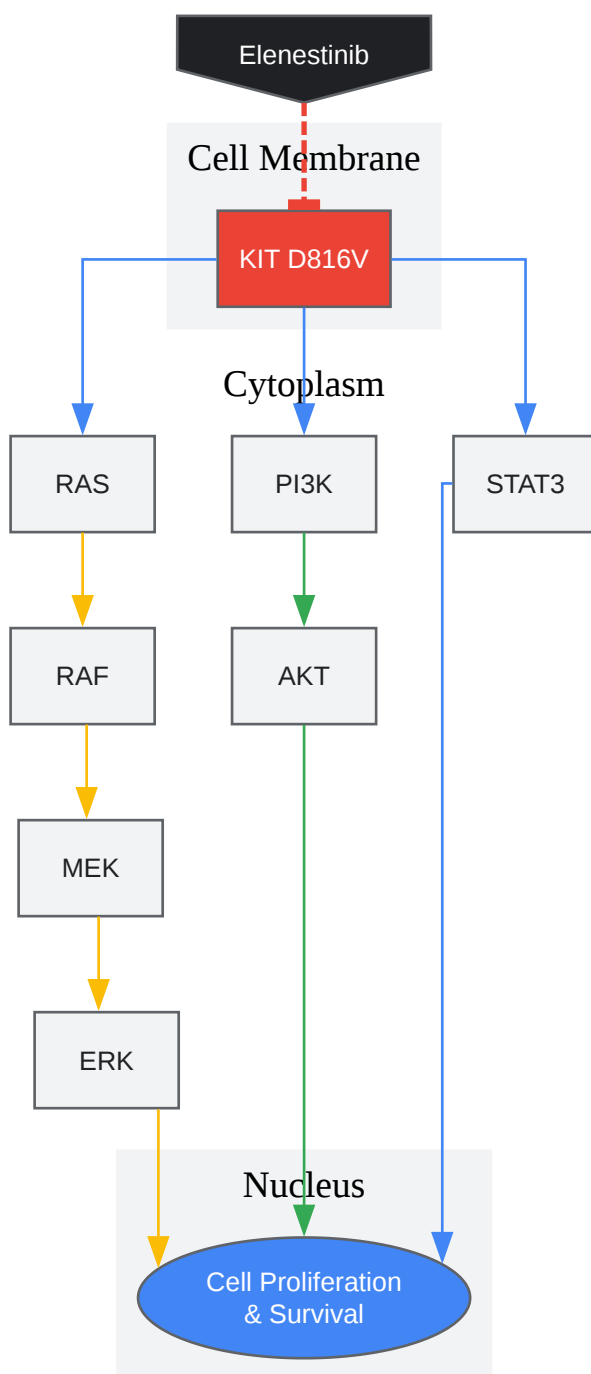 Elenestinib
Cell Membrane
KIT D816V
Cytoplasm
RAS
PI3K
STAT3
RAF
AKT
MEK
ERK
Nucleus
Cell Proliferation
& Survival